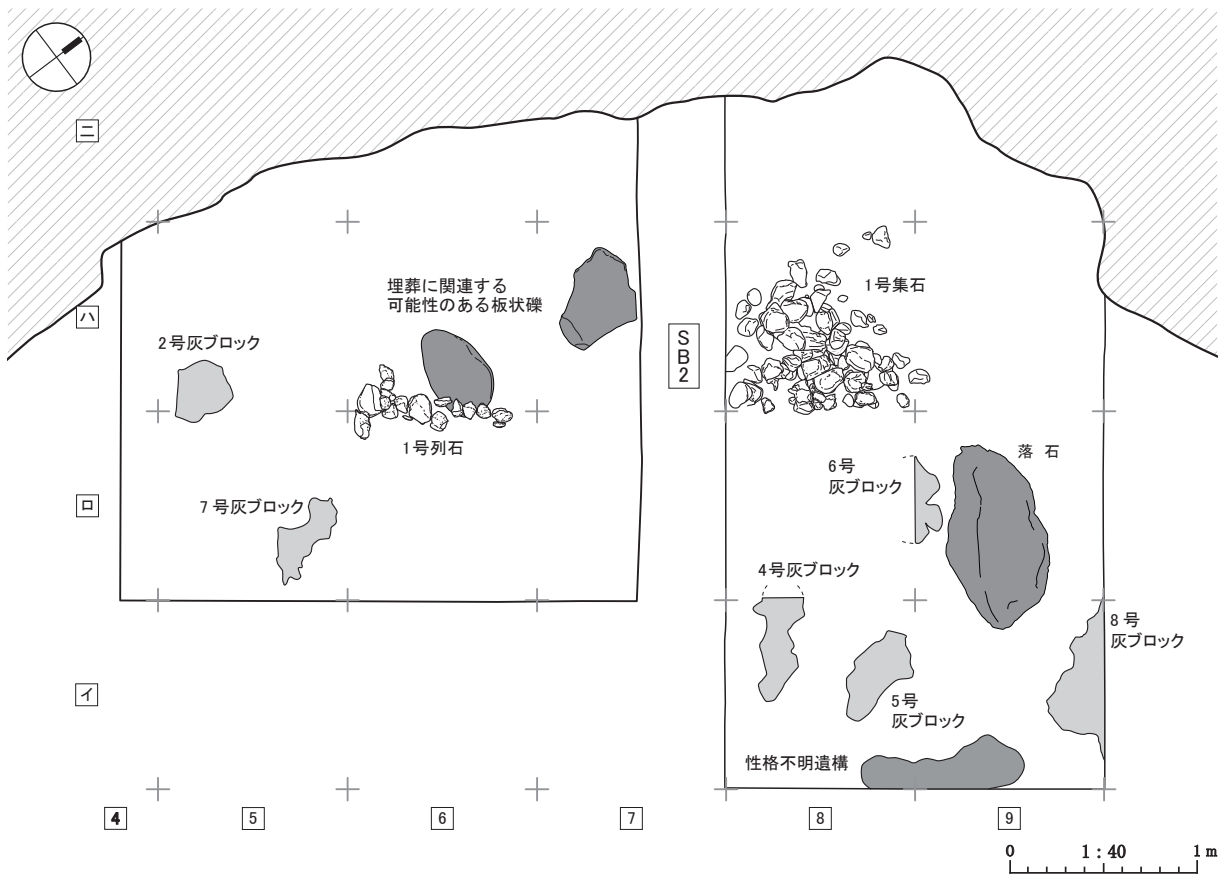 ニ
埋葬に関連する
可能性のある板状礫
1号集石
ハ
2号灰ブロック
SB2
1号列石
落 石
6号
灰ブロック
ロ
7号灰ブロック
4号灰ブロック
8号
灰ブロック
イ
5号
灰ブロック
性格不明遺構
4
5
6
7
8
9
0 1:40 1 m